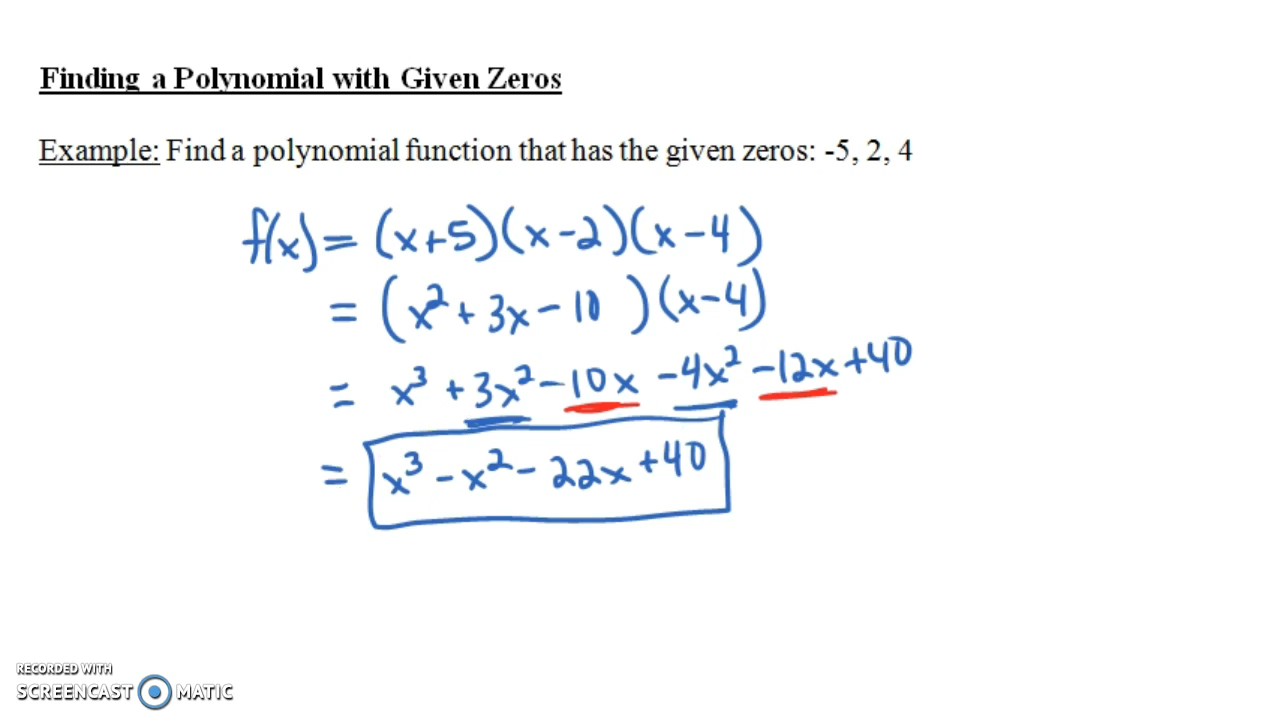 Finding a Polynomial with Given Zeros
Example: Find a polynomial function that has the given zeros: -5, 2, 4
f(x) = (x+5)(x-2)(x-4)
= (x² + 3x - 10 )(x-4)
= x³ + 3x² - 10x - 4x² - 12x + 40
= x³ - x² - 22x + 40
RECORDED WITH
SCREENCAST MATIC